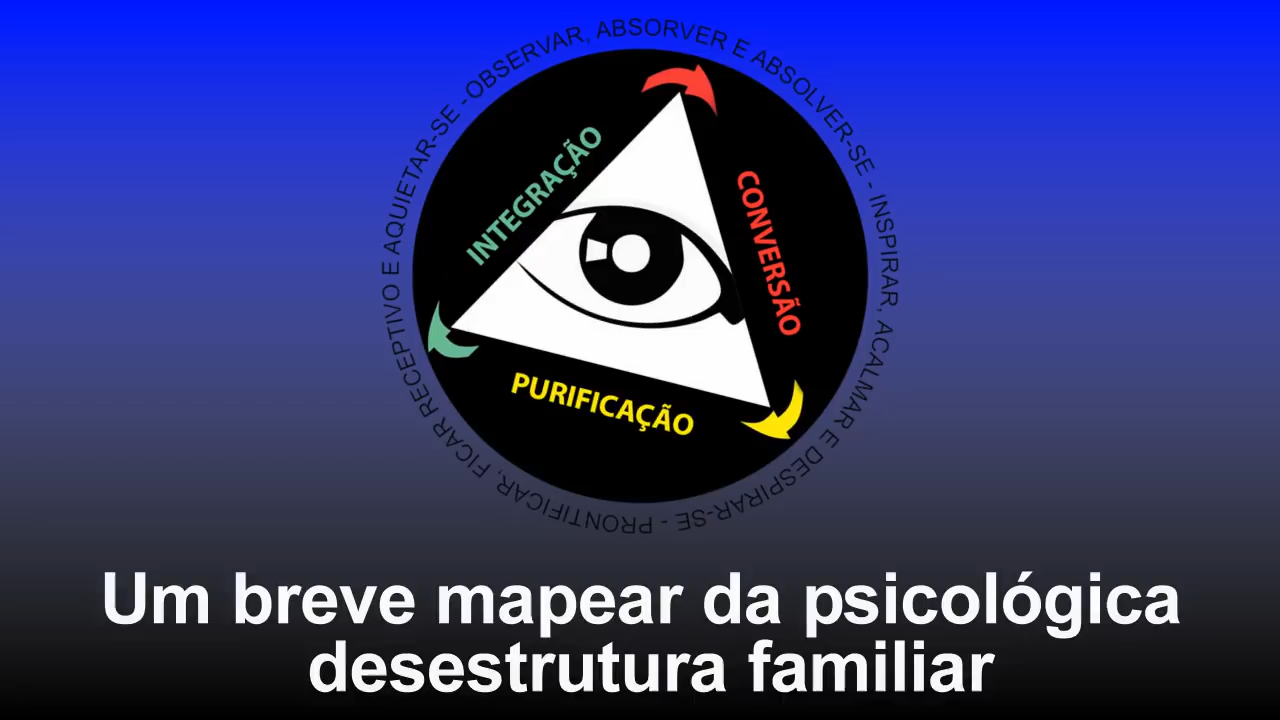 PRONTIFICAR, FICAR RECEPTIVO E AQUIETAR-SE - OBSERVAR, ABSORVER E ABSOLVER-SE - INSPIRAR, ACALMAR E DESPIRAR-SE -
INTEGRAÇÃO
CONVERSÃO
PURIFICAÇÃO
Um breve mapear da psicológica
desestrutura familiar